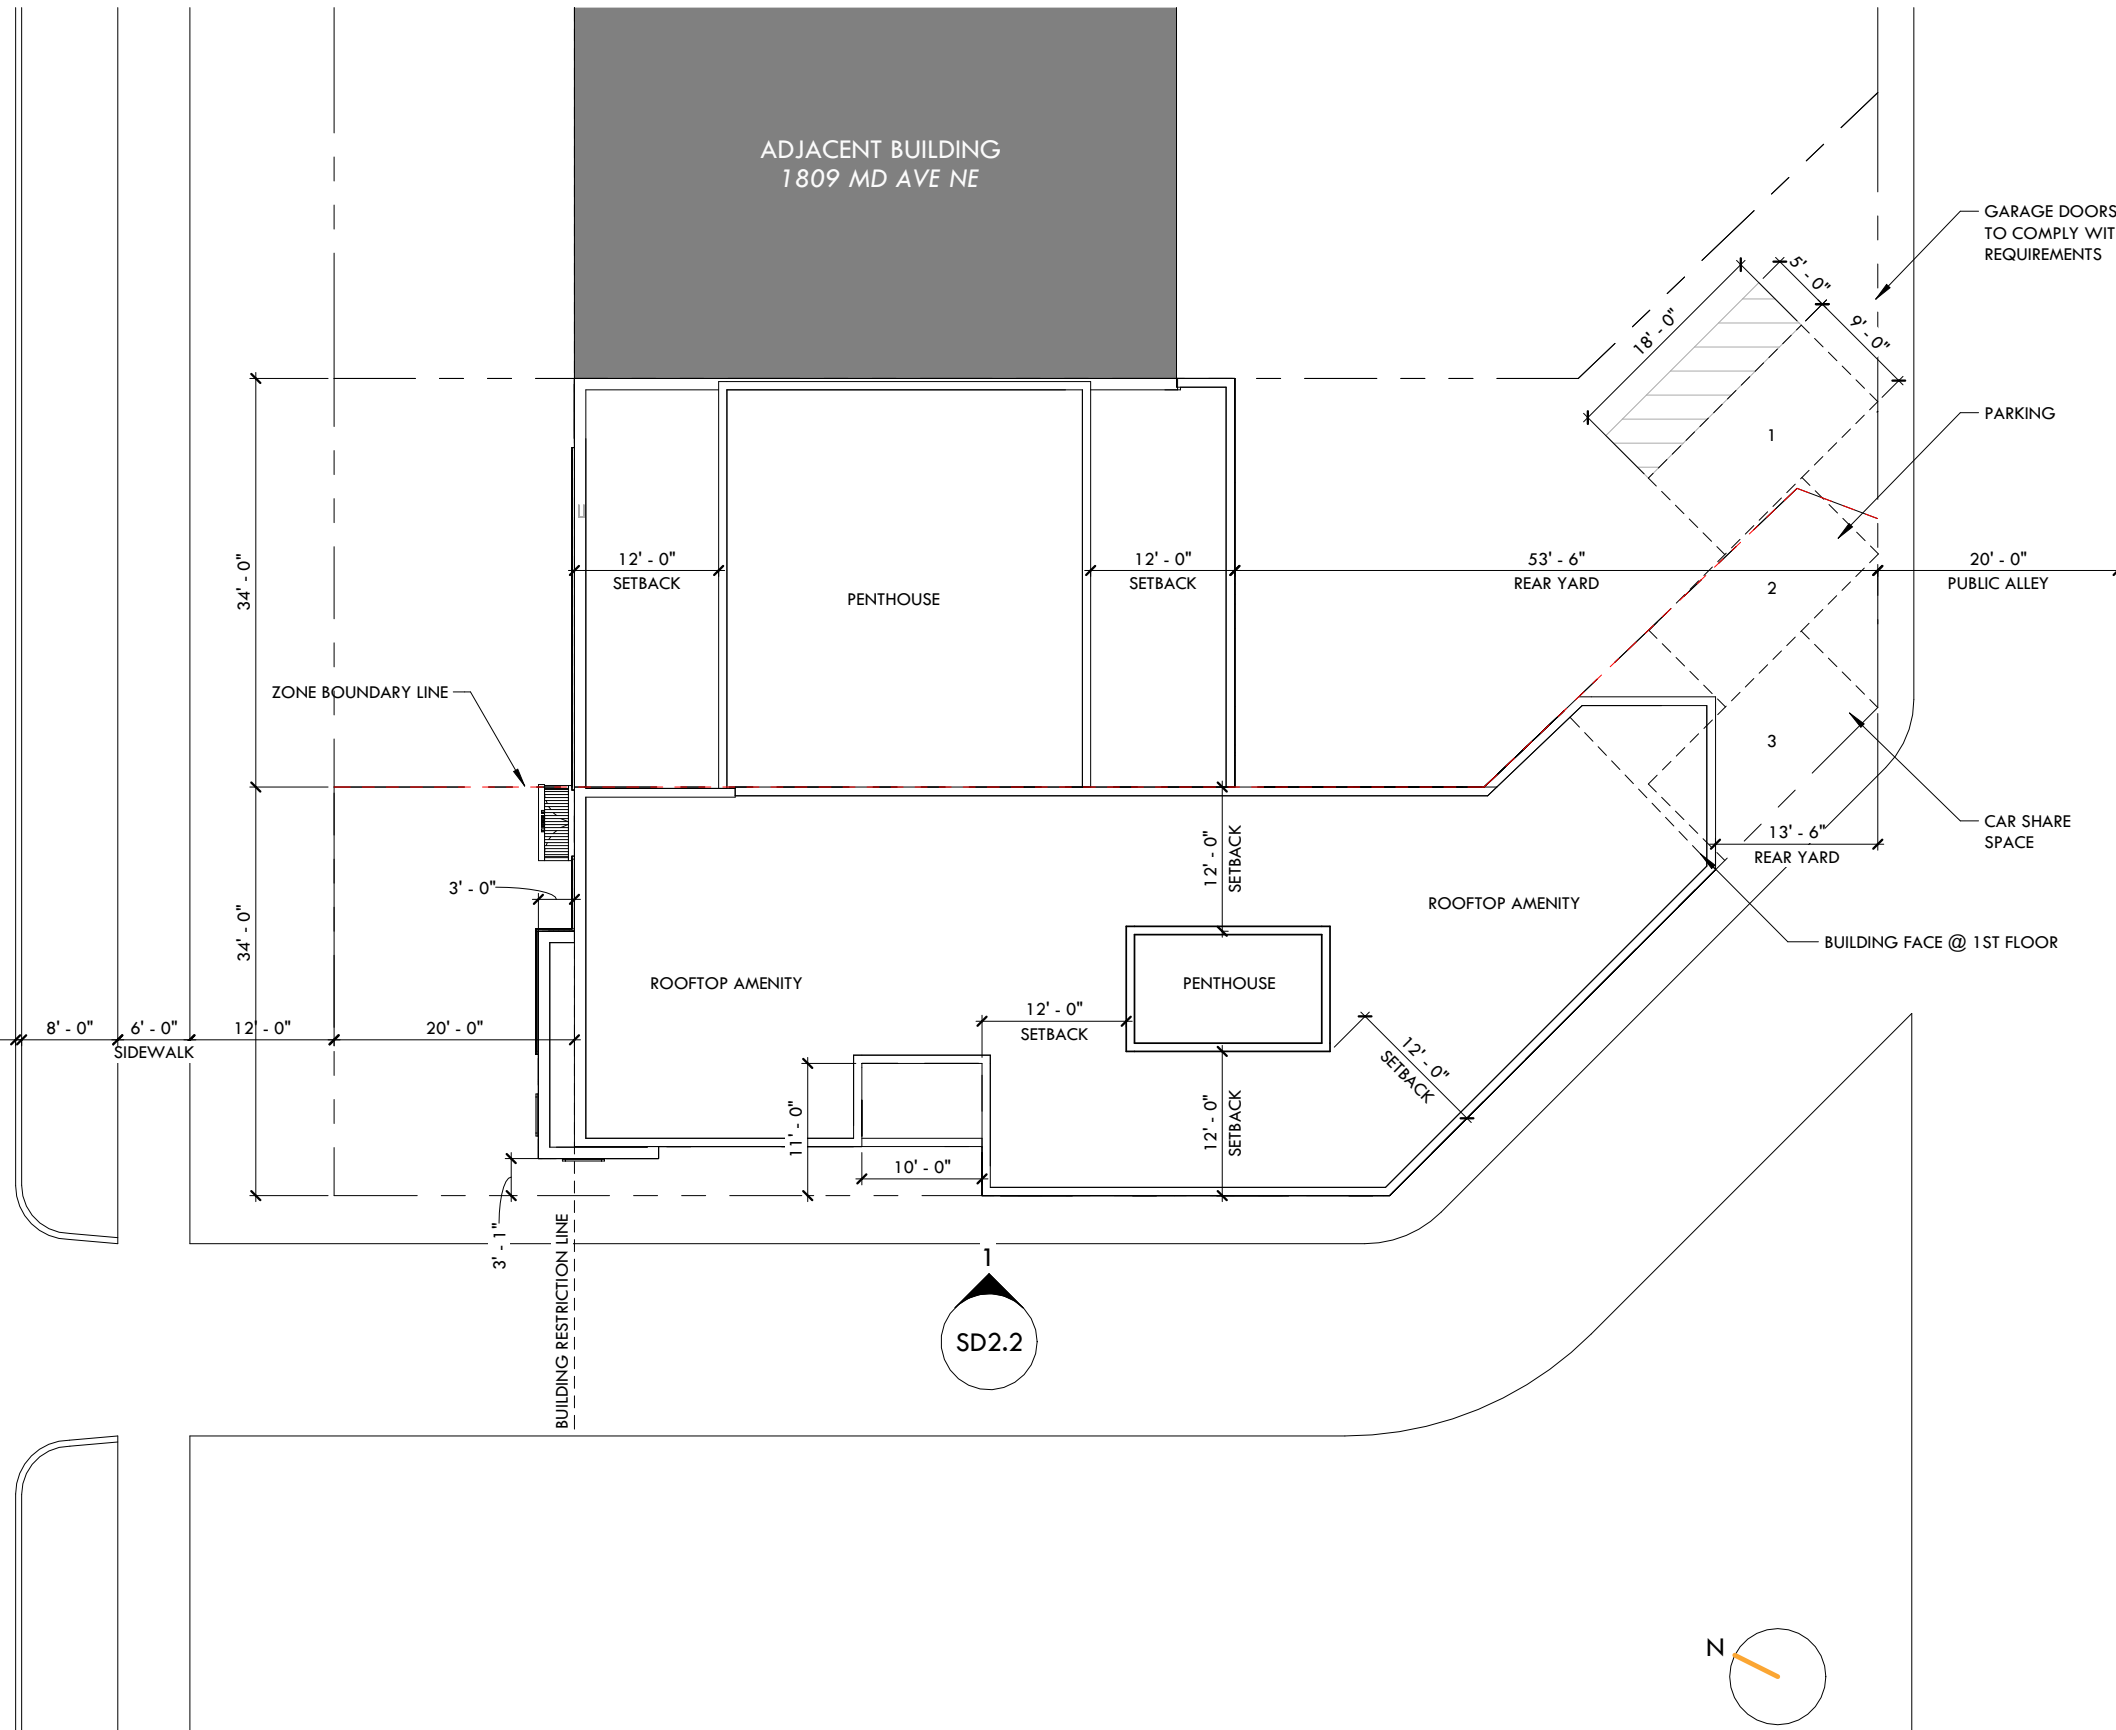 ADJACENT BUILDING
1809 MD AVE NE
GARAGE DOORS
TO COMPLY WIT
REQUIREMENTS
5' - 0"
18' - 0"
9' - 0"
PARKING
1
34' - 0"
12' - 0"
SETBACK
PENTHOUSE
12' - 0"
SETBACK
53' - 6"
REAR YARD
2
20' - 0"
PUBLIC ALLEY
ZONE BOUNDARY LINE
3
CAR SHARE
SPACE
13' - 6"
REAR YARD
12' - 0"
SETBACK
3' - 0"
34' - 0"
ROOFTOP AMENITY
BUILDING FACE @ 1ST FLOOR
ROOFTOP AMENITY
PENTHOUSE
8' - 0"
6' - 0"
SIDEWALK
12' - 0"
20' - 0"
12' - 0"
SETBACK
12' - 0"
SETBACK
11' - 0"
12' - 0"
SETBACK
10' - 0"
3' - 1"
BUILDING RESTRICTION LINE
1
SD2.2
N